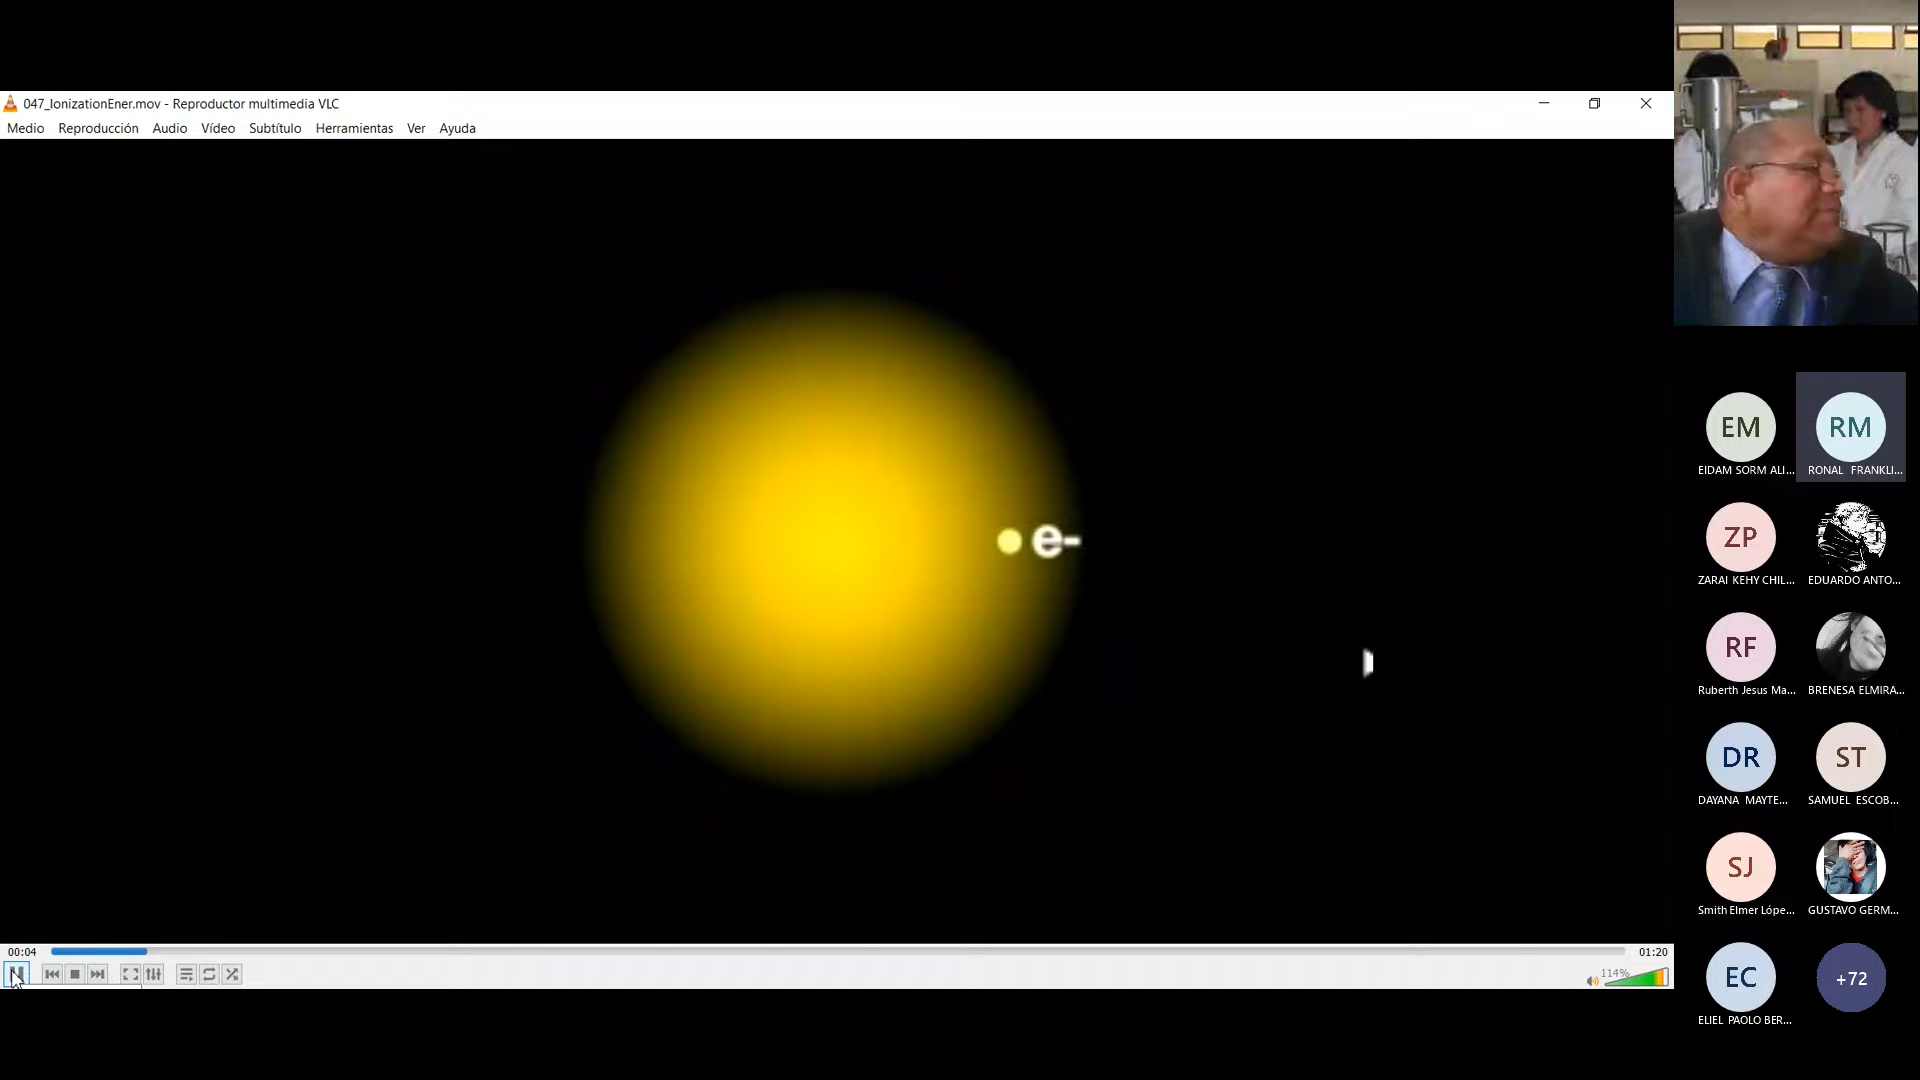 047_IonizationEner.mov - Reproductor multimedia VLC
Medio Reproducción Audio Vídeo Subtítulo Herramientas Ver Ayuda
e-
00:04
01:20
114%
EM
RM
EIDAM SORM ALI...
RONAL FRANKLI...
ZP
ZARAI KEHY CHIL...
EDUARDO ANTO...
RF
Ruberth Jesus Ma...
BRENESA ELMIRA...
DR
ST
DAYANA MAYTE...
SAMUEL ESCOB...
SJ
Smith Elmer Lópe...
GUSTAVO GERM...
EC
+72
ELIEL PAOLO BER...